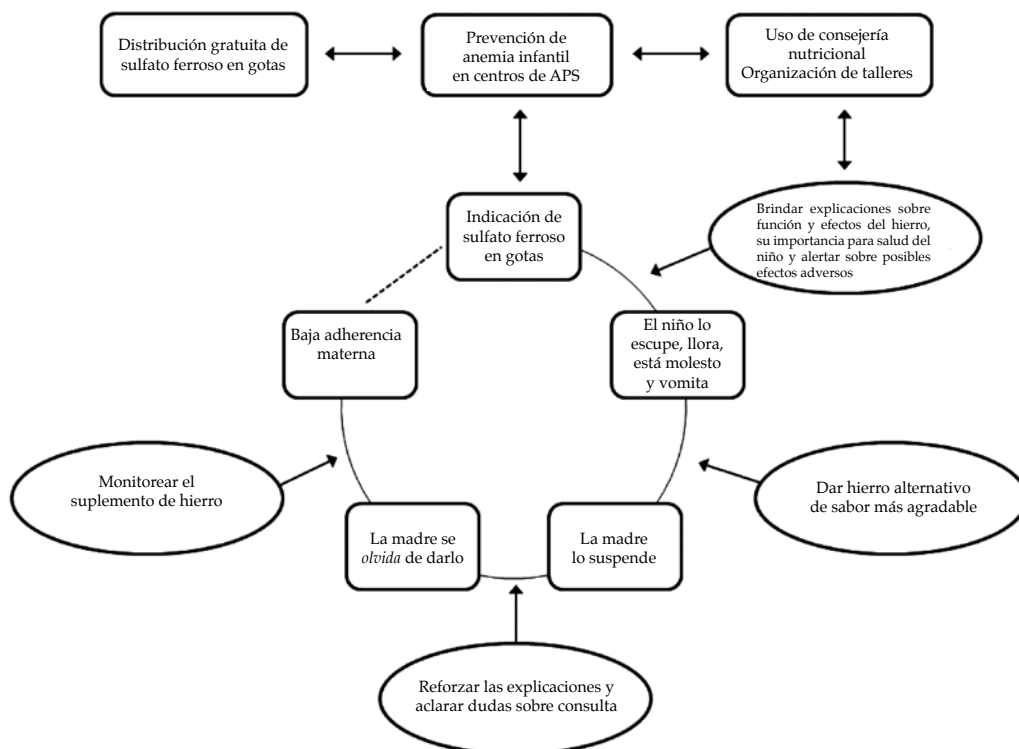 Distribución gratuita de
sulfato ferroso en gotas
Prevención de
anemia infantil
en centros de APS
Uso de consejería
nutricional
Organización de talleres
Indicación de
sulfato ferroso
en gotas
Brindar explicaciones sobre
función y efectos del hierro,
su importancia para salud del
niño y alertar sobre posibles
efectos adversos
Baja adherencia
materna
El niño lo
escupe, llora,
está molesto
y vomita
Monitorear el
suplemento de hierro
Dar hierro alternativo
de sabor más agradable
La madre se
olvida de darlo
La madre
lo suspende
Reforzar las explicaciones y
aclarar dudas sobre consulta